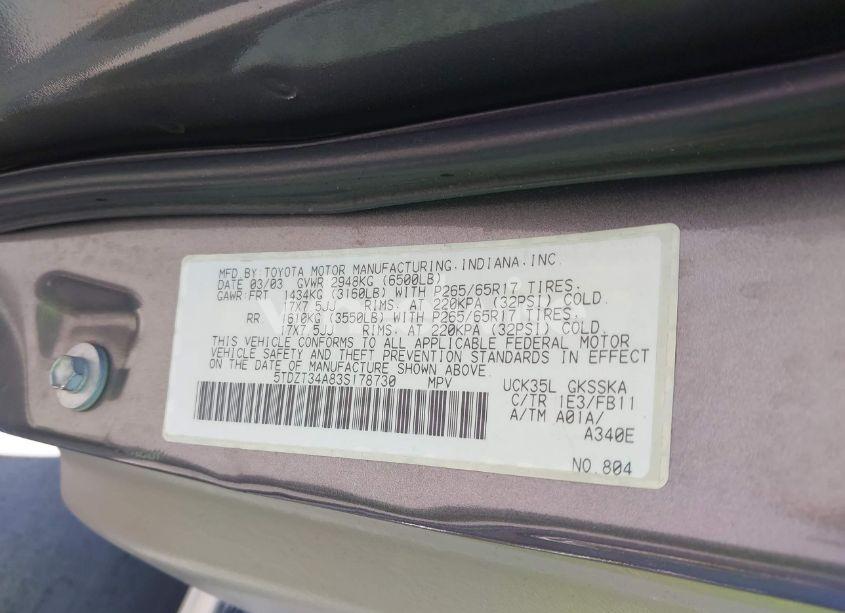 MFD.BY:TOYOTA MOTOR MANUFACTURING,INDIANA,INC.
DATE 03/03 GVWR 2948KG (6500LB)
GAWR:FRT 1434KG (3160LB) WITH P265/65R17 TIRES.
17X7.5JJ RIMS. AT 220KPA (32PSI) COLD.
RR 1610KG (3550LB) WITH P265/65R17 TIRES.
17X7.5JJ RIMS. AT 220KPA (32PSI) COLD.
THIS VEHICLE CONFORMS TO ALL APPLICABLE FEDERAL MOTOR
VEHICLE SAFETY AND THEFT PREVENTION STANDARDS IN EFFECT
ON THE DATE OF MANUFACTURE SHOWN ABOVE.
5TDZT34A83S178730 MPV
UCK35L GKSSKA
C/TR 1E3/FB11
A/TM A01A/
A340E
NO.804